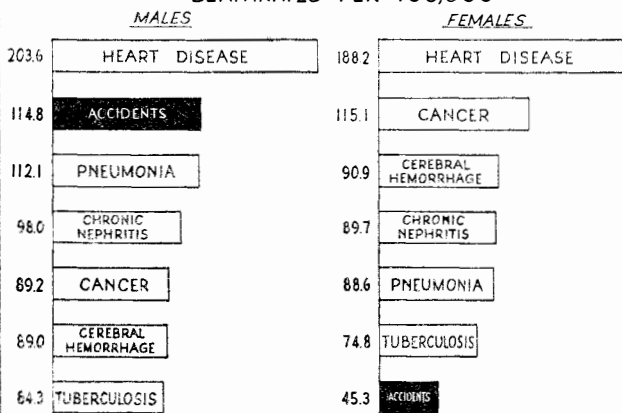 DEATH RATES PER 100,000
MALES
203.6 HEART DISEASE
114.8 ACCIDENTS
112.1 PNEUMONIA
98.0 CHRONIC
NEPHRITIS
89.2 CANCER
89.0 CEREBRAL
HEMORRHAGE
84.3 TUBERCULOSIS
FEMALES
188.2 HEART DISEASE
115.1 CANCER
90.9 CEREBRAL
HEMORRHAGE
89.7 CHRONIC
NEPHRITIS
88.6 PNEUMONIA
74.8 TUBERCULOSIS
45.3 ACCIDENTS